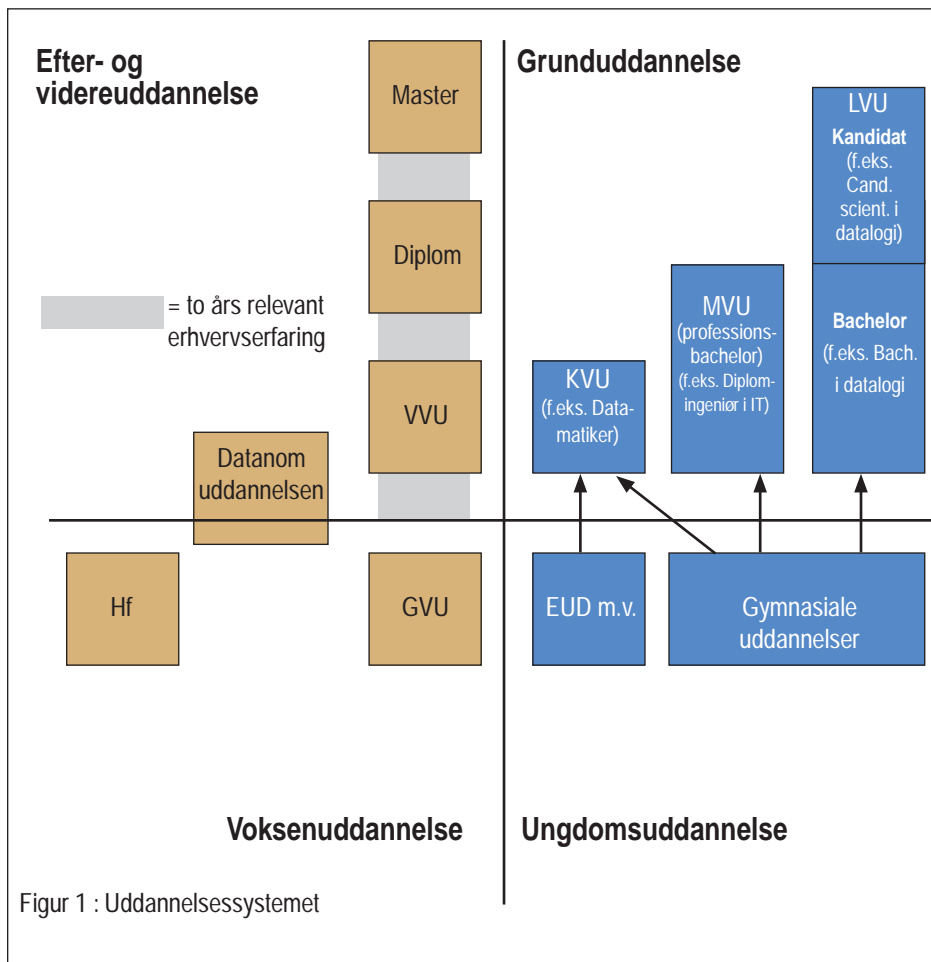 Efter- og
videreuddannelse
Master
Diplom
= to års relevant
erhvervserfaring
VVU
Datanom
uddannelsen
Hf
GVU
Voksenuddannelse
Grunduddannelse
LVU
Kandidat
(f.eks.
Cand.
scient. i
datalogi)
MVU
(professions-
bachelor)
(f.eks. Diplom-
ingeniør i IT)
Bachelor
(f.eks. Bach.
i datalogi
KVU
(f.eks. Data-
matiker)
EUD m.v.
Gymnasiale
uddannelser
Ungdomsuddannelse
Figur 1 : Uddannelsessystemet